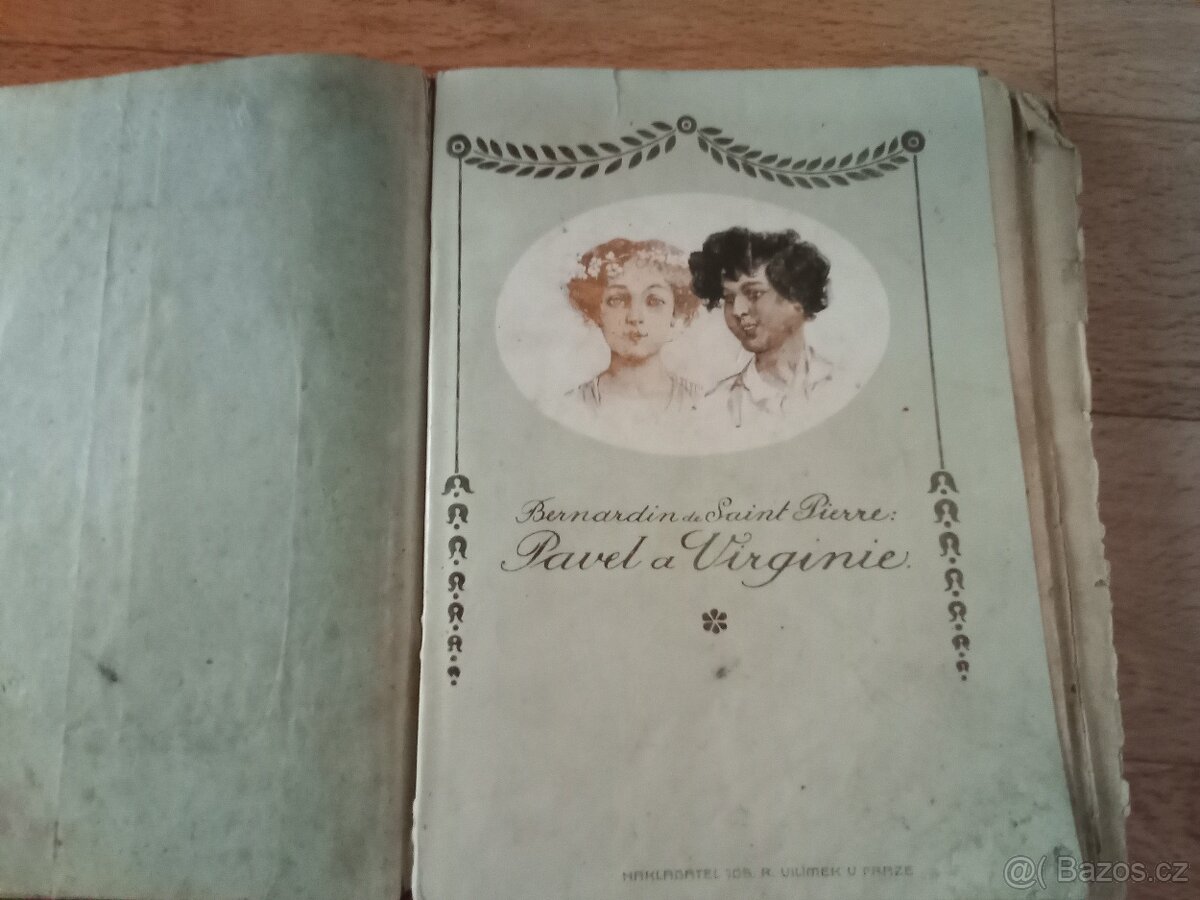 Bernardin de Saint Pierre:
Pavel a Virginie.
NAKLADATEL JOS. R. VILÍMEK V PRAZE
@( Bazos.cz